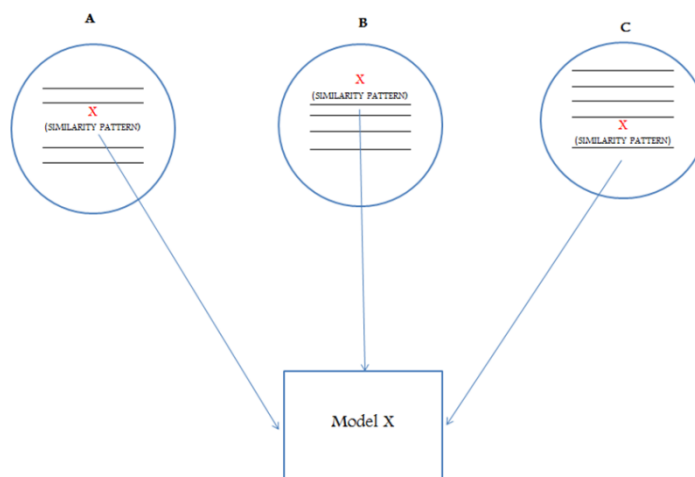 A
B
C
X
(SIMILARITY PATTERN)
X
(SIMILARITY PATTERN)
X
(SIMILARITY PATTERN)
Model X